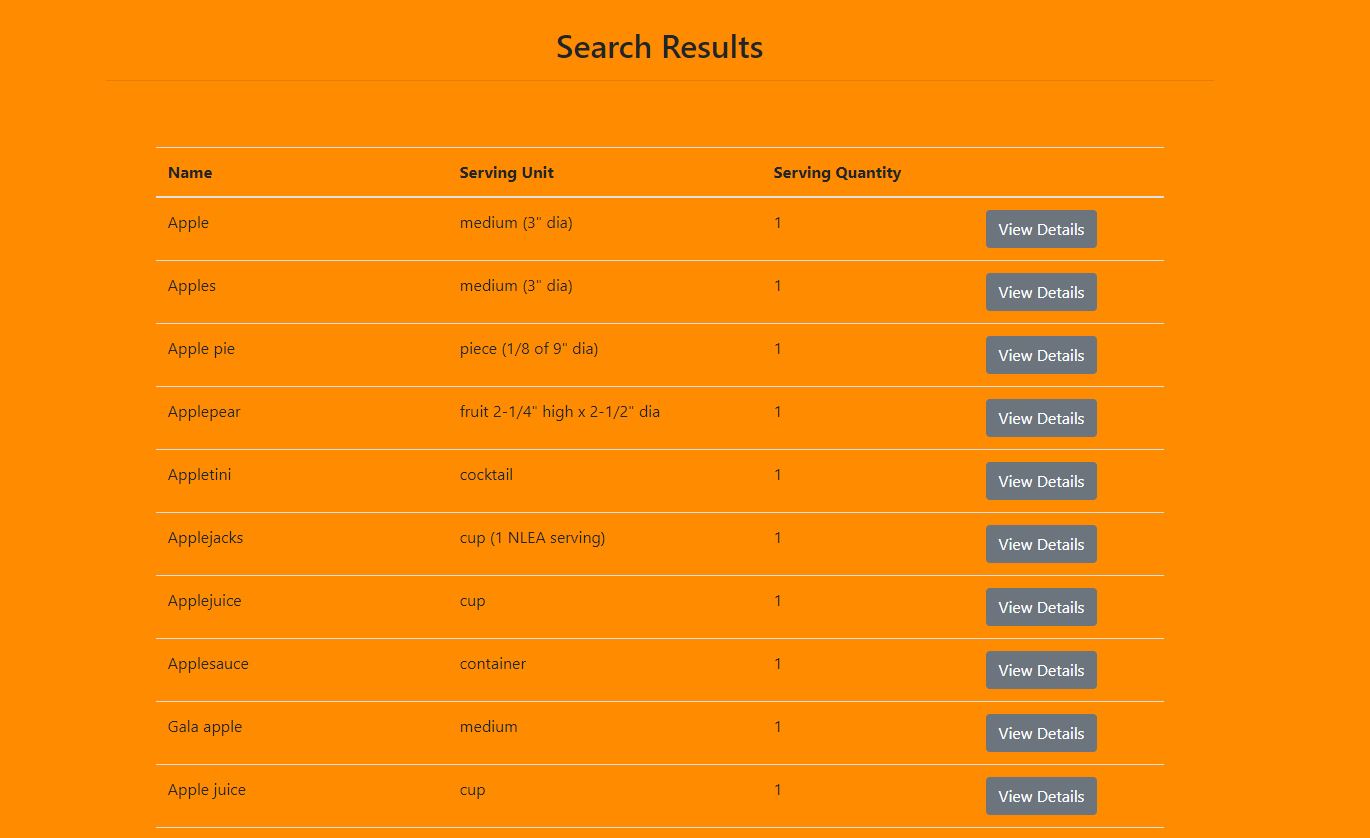 Search Results
Name Serving Unit Serving Quantity
Apple medium (3" dia) 1 View Details
Apples medium (3" dia) 1 View Details
Apple pie piece (1/8 of 9" dia) 1 View Details
Applepear fruit 2-1/4" high x 2-1/2" dia 1 View Details
Appletini cocktail 1 View Details
Applejacks cup (1 NLEA serving) 1 View Details
Applejuice cup 1 View Details
Applesauce container 1 View Details
Gala apple medium 1 View Details
Apple juice cup 1 View Details